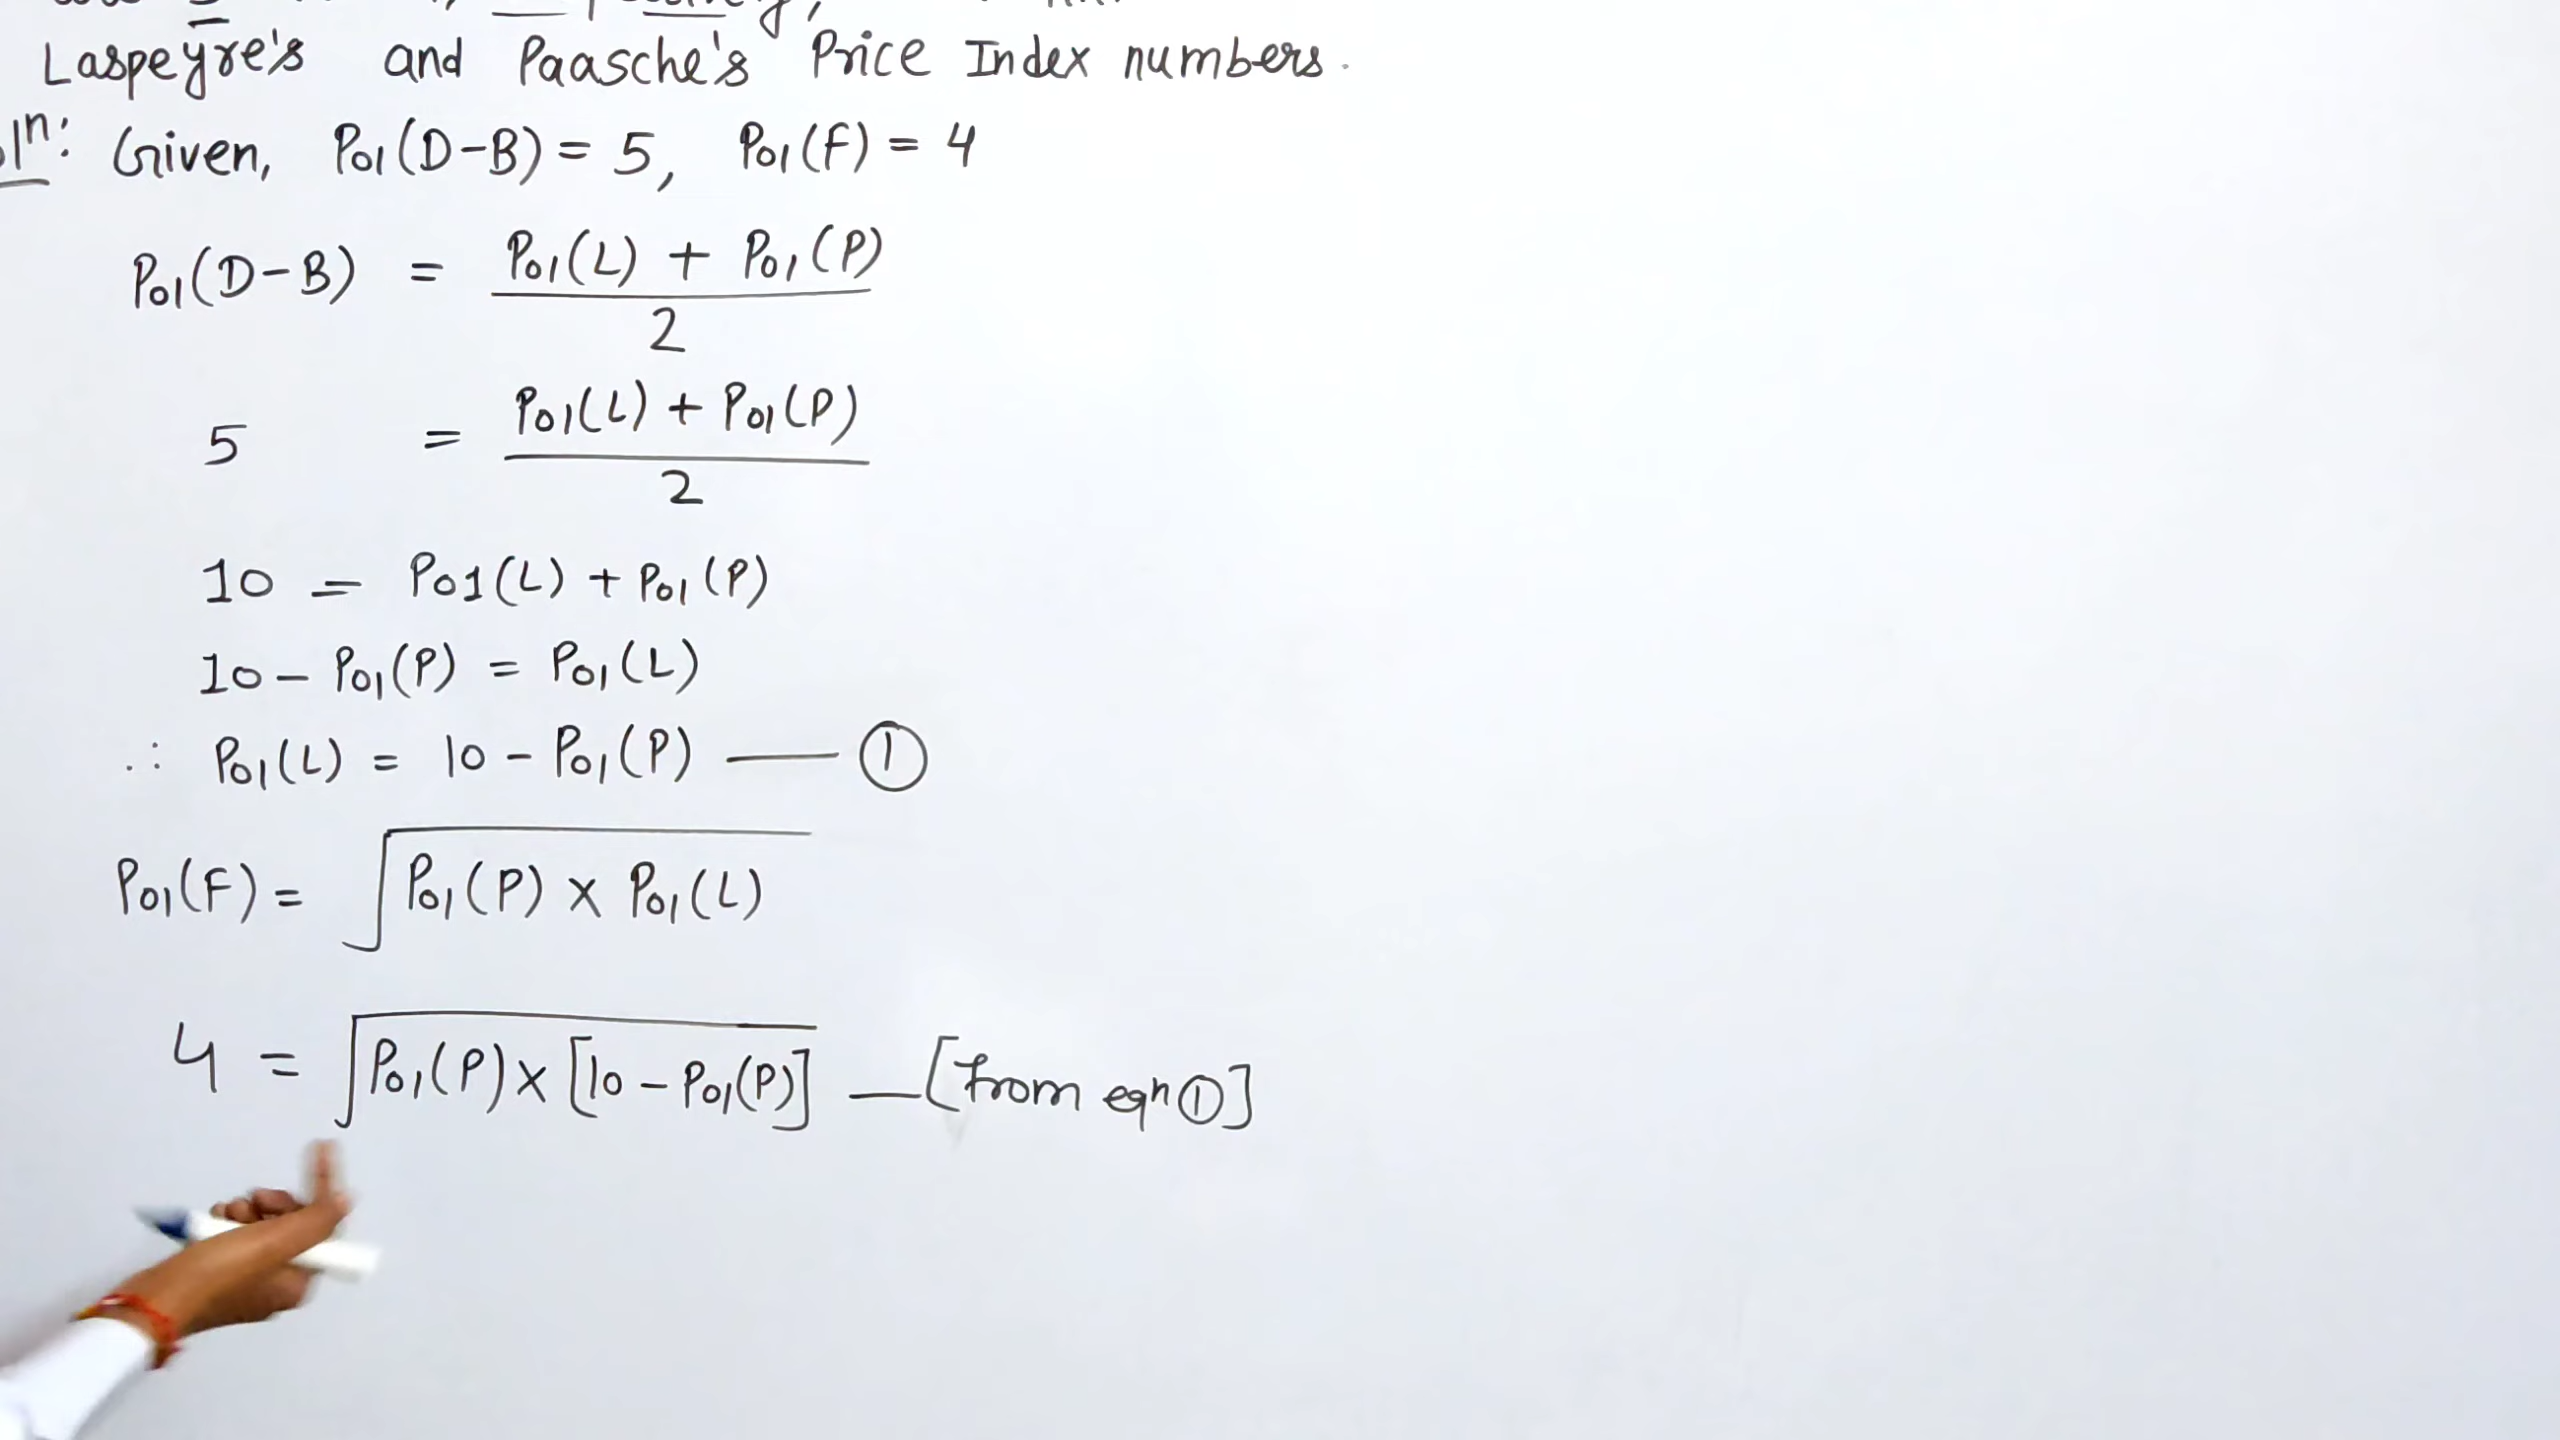 Laspeyre's and Paasche's Price Index numbers.
ln: Given, P01(D-B) = 5, P01(F) = 4
P01(D-B) = P01(L) + P01(P)
2
5 = P01(L) + P01(P)
2
10 = P01(L) + P01(P)
10 - P01(P) = P01(L)
∴ P01(L) = 10 - P01(P) — ①
P01(F) = √P01(P) × P01(L)
4 = √P01(P) × [10 - P01(P)] — [from eqn ①]